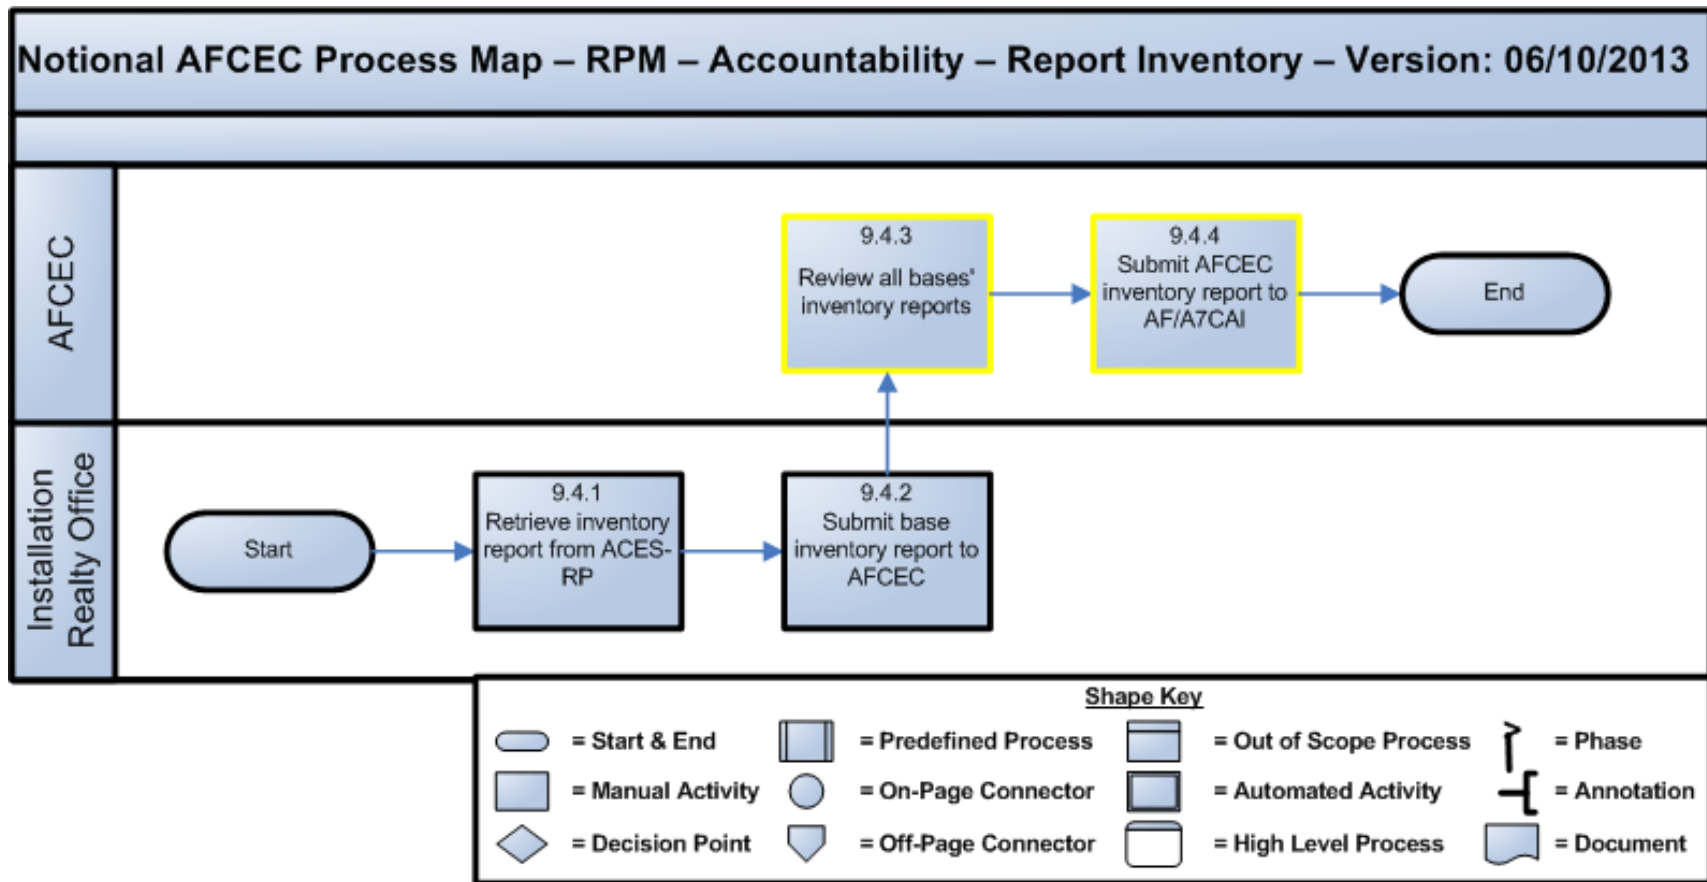 Notional AFCEC Process Map – RPM – Accountability – Report Inventory – Version: 06/10/2013
AFCEC
9.4.3
Review all bases'
inventory reports
9.4.4
Submit AFCEC
inventory report to
AF/A7CAI
End
Installation
Realty Office
Start
9.4.1
Retrieve inventory
report from ACES-
RP
9.4.2
Submit base
inventory report to
AFCEC
Shape Key
= Start & End
= Predefined Process
= Out of Scope Process
= Phase
= Manual Activity
= On-Page Connector
= Automated Activity
= Annotation
= Decision Point
= Off-Page Connector
= High Level Process
= Document